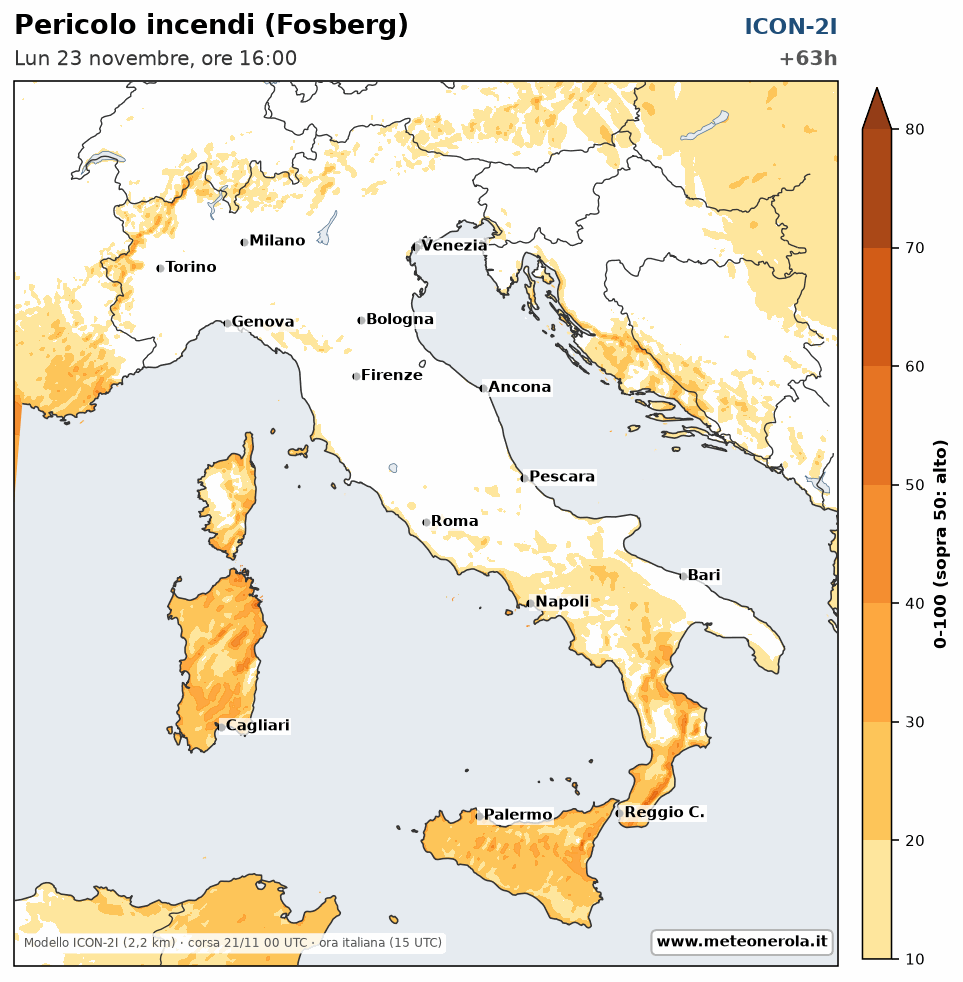 Pericolo incendi (Fosberg)
ICON-2I
Lun 23 novembre, ore 16:00
+63h
80
70
60
50
40
30
20
10
0-100 (sopra 50: alto)
Milano
Venezia
Torino
Genova
Bologna
Firenze
Ancona
Pescara
Roma
Bari
Napoli
Cagliari
Palermo
Reggio C.
Modello ICON-2I (2,2 km) · corsa 21/11 00 UTC · ora italiana (15 UTC)
www.meteonerola.it